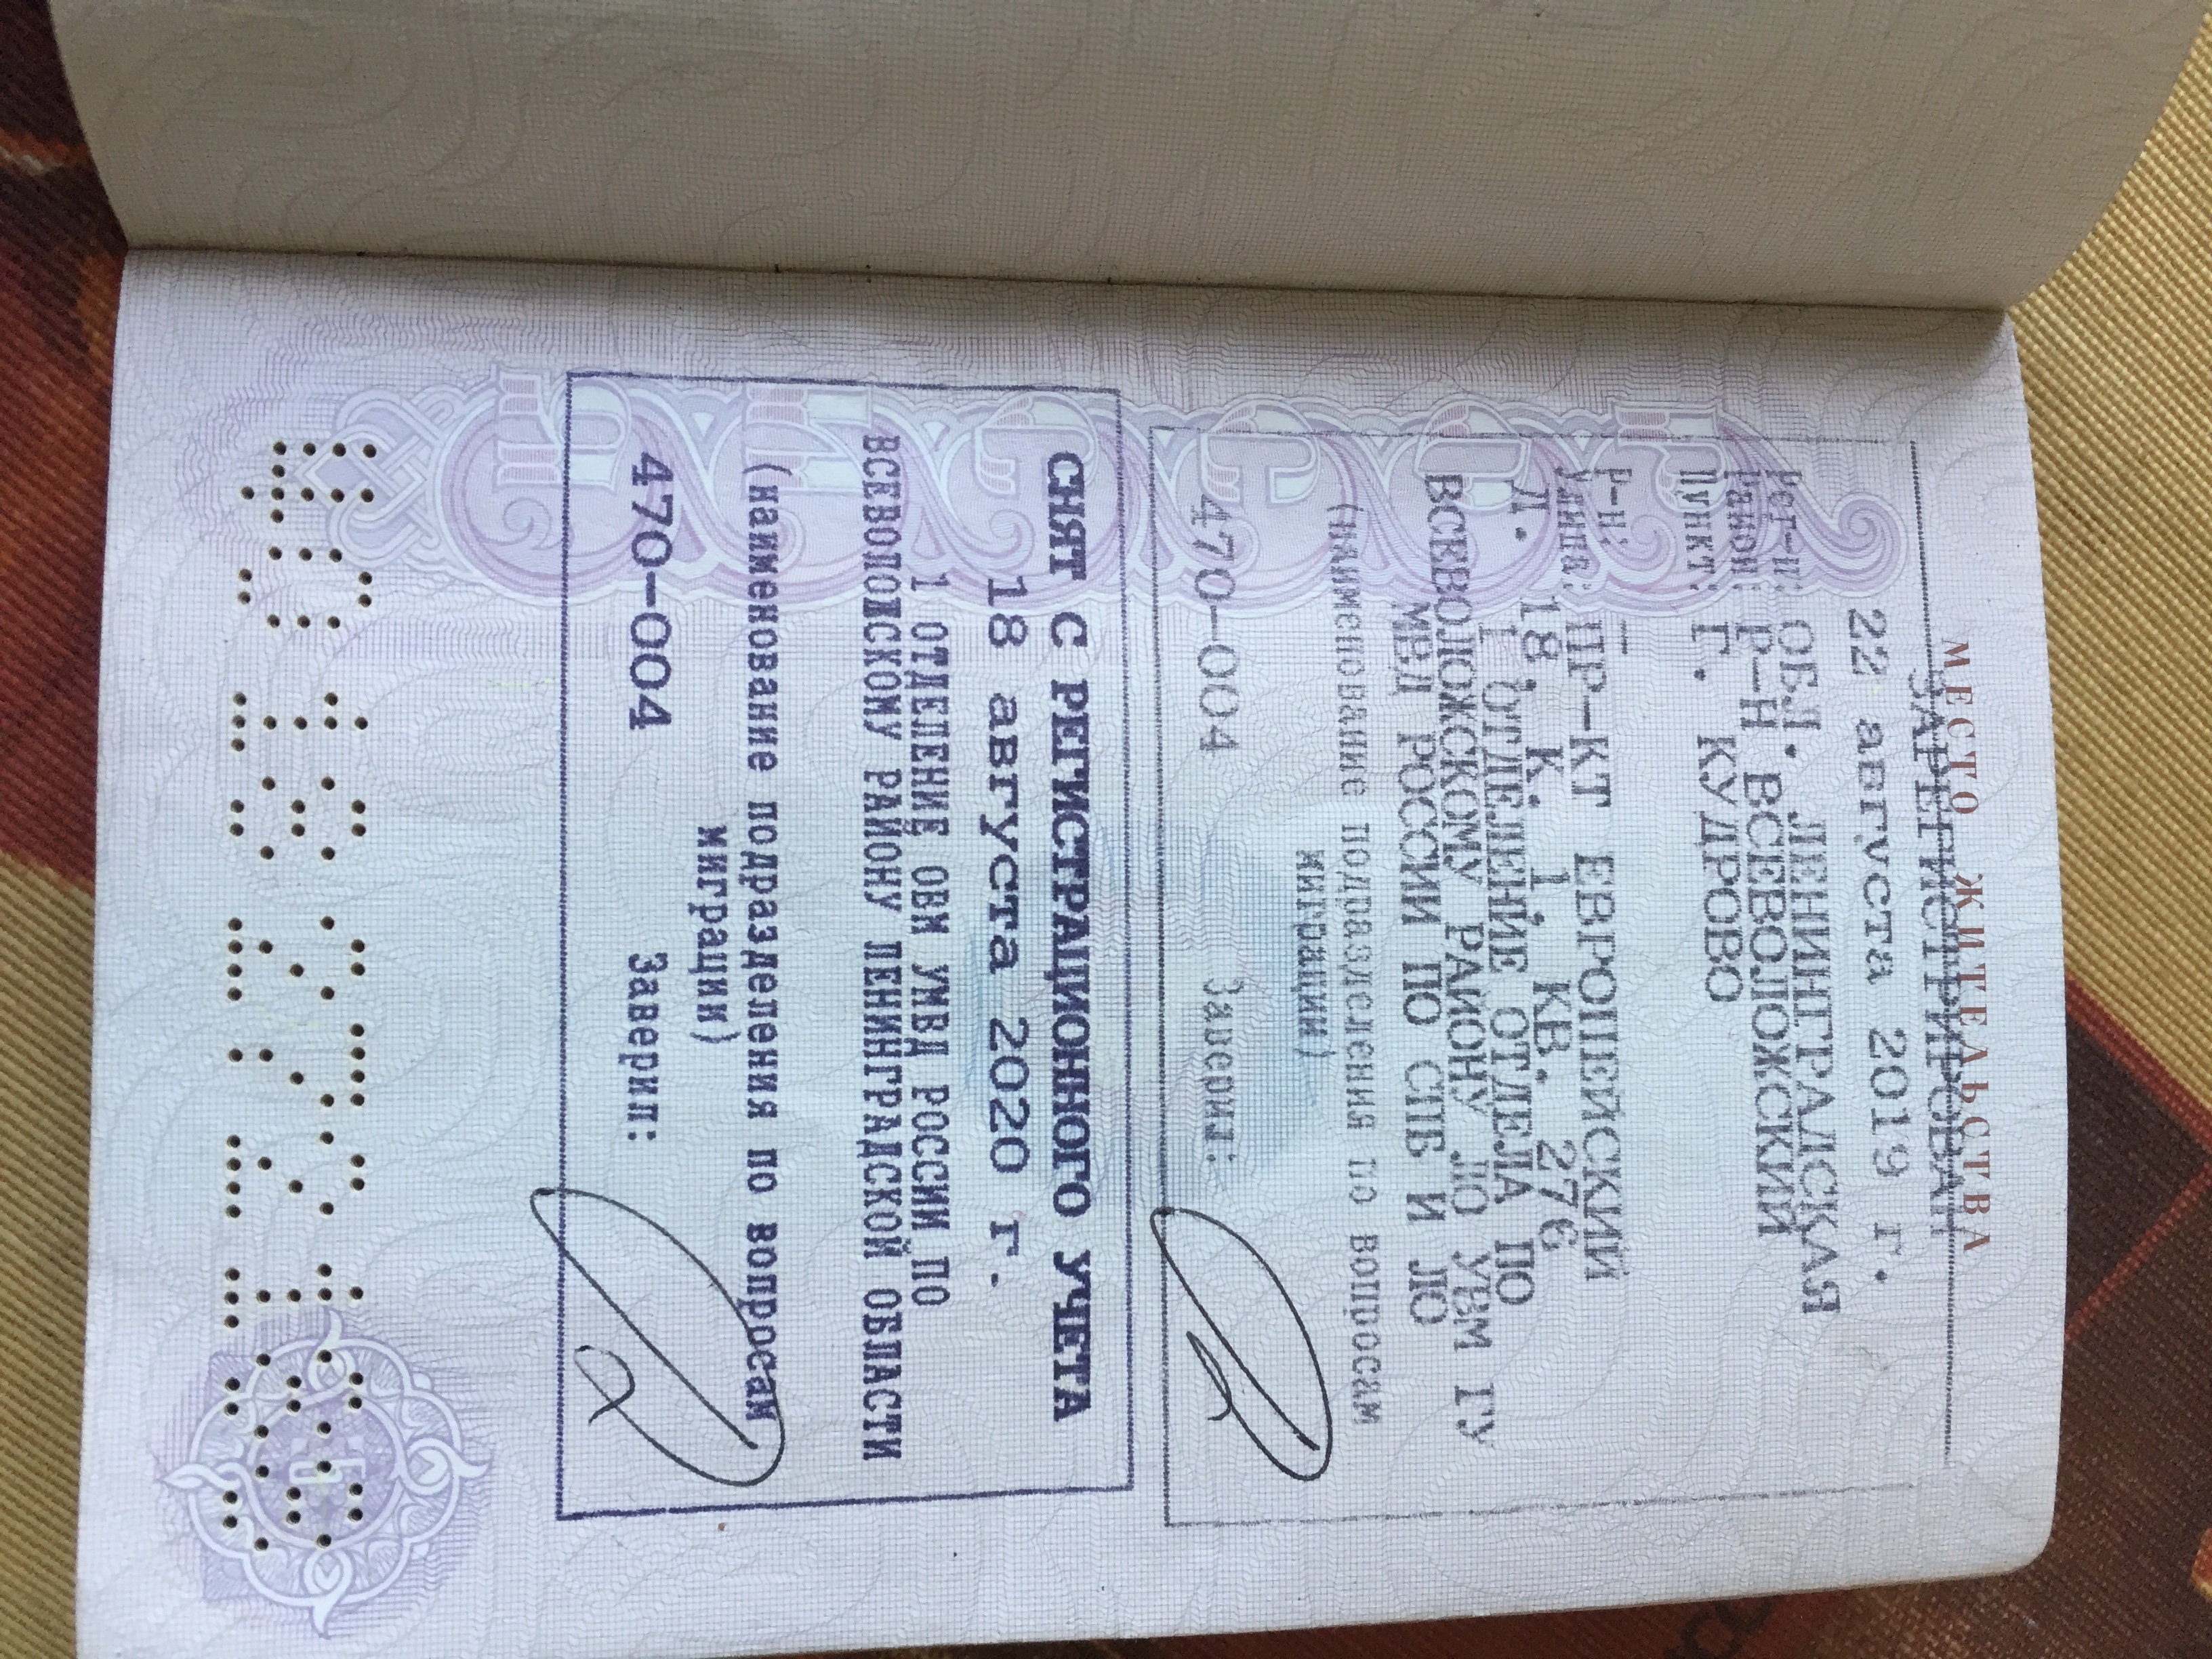 МЕСТО ЖИТЕЛЬСТВА
ЗАРЕГИСТРИРОВАН
22 августа 2019 г.
Рег-н: ОБЛ. ЛЕНИНГРАДСКАЯ
Район: Р-Н ВСЕВОЛОЖСКИЙ
Пункт: Г. КУДРОВО
Р-н: —
Улица: ПР-КТ ЕВРОПЕЙСКИЙ
Д. 18, К. 1, КВ. 276
1 ОТДЕЛЕНИЕ ОТДЕЛА ПО
ВСЕВОЛОЖСКОМУ РАЙОНУ ЛО УВМ ГУ
МВД РОССИИ ПО СПБ И ЛО
(наименование подразделения по вопросам
миграции)
470-004 Заверил:
СНЯТ С РЕГИСТРАЦИОННОГО УЧЕТА
18 августа 2020 г.
1 ОТДЕЛЕНИЕ ОВМ УМВД РОССИИ ПО
ВСЕВОЛОЖСКОМУ РАЙОНУ ЛЕНИНГРАДСКОЙ ОБЛАСТИ
(наименование подразделения по вопросам
миграции)
470-004 Заверил: